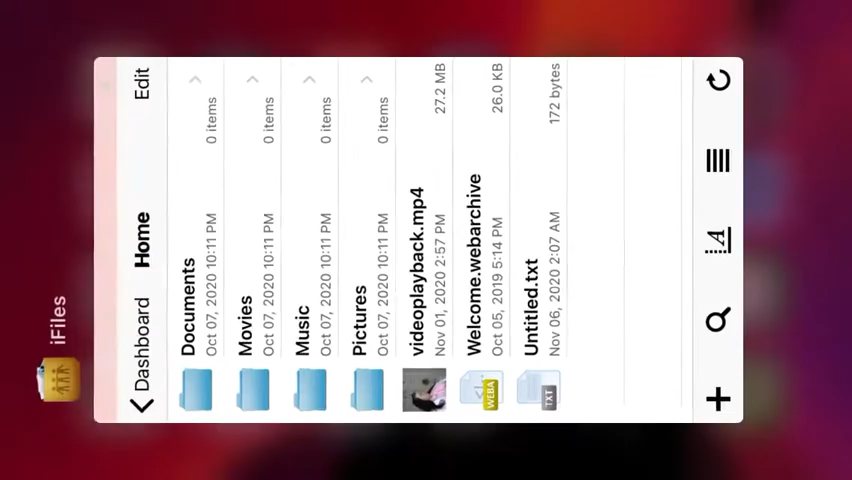 iFiles
Dashboard
Home
Edit
Documents
Oct 07, 2020 10:11 PM
0 items
Movies
Oct 07, 2020 10:11 PM
0 items
Music
Oct 07, 2020 10:11 PM
0 items
Pictures
Oct 07, 2020 10:11 PM
0 items
videoplayback.mp4
Nov 01, 2020 2:57 PM
27.2 MB
WEBA
Welcome.webarchive
Oct 05, 2019 5:14 PM
26.0 KB
TXT
Untitled.txt
Nov 06, 2020 2:07 AM
172 bytes
A